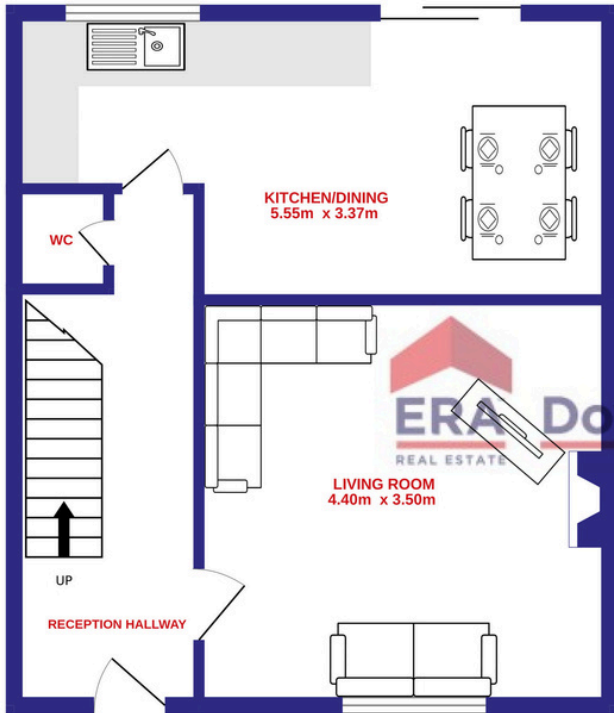 KITCHEN/DINING
5.55m x 3.37m
WC
ERA Do
REAL ESTATE
LIVING ROOM
4.40m x 3.50m
UP
RECEPTION HALLWAY